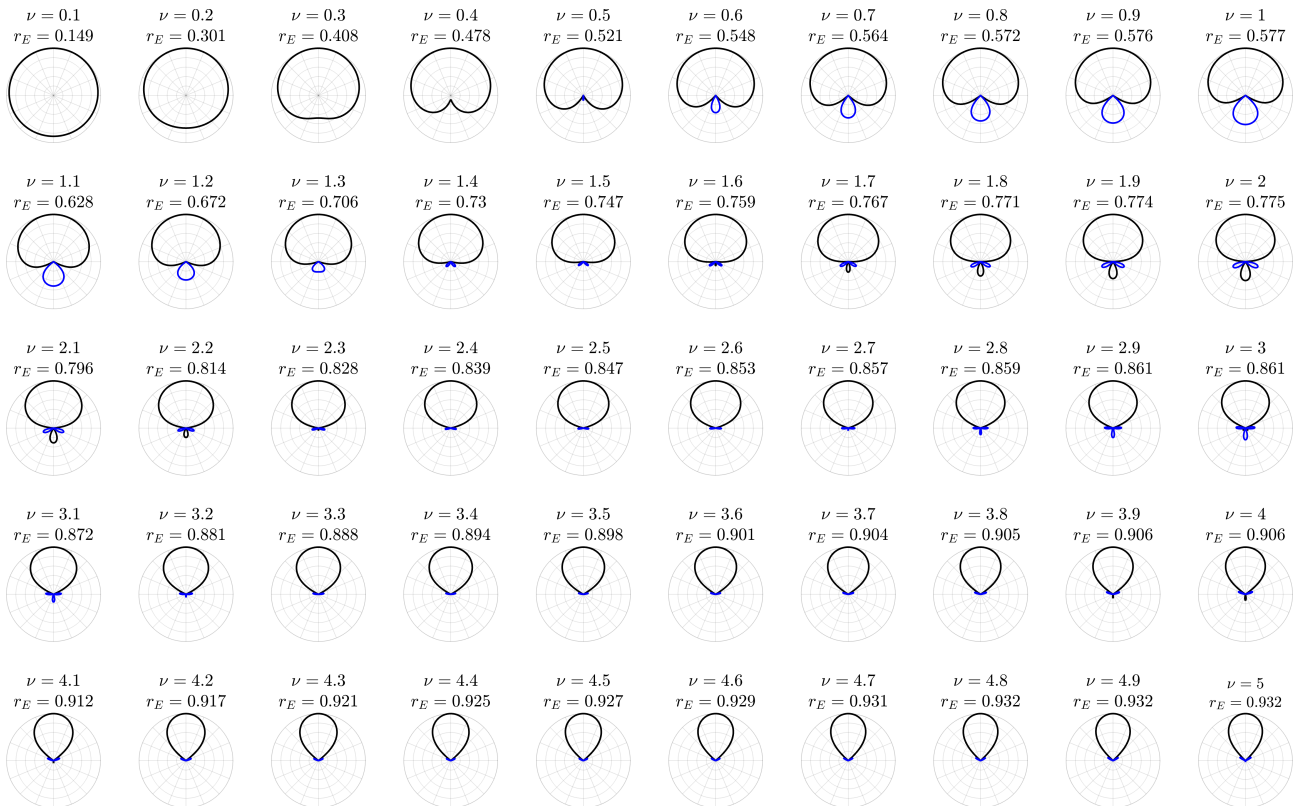 ν = 0.1 ν = 0.2 ν = 0.3 ν = 0.4 ν = 0.5 ν = 0.6 ν = 0.7 ν = 0.8 ν = 0.9 ν = 1
r_E = 0.149 r_E = 0.301 r_E = 0.408 r_E = 0.478 r_E = 0.521 r_E = 0.548 r_E = 0.564 r_E = 0.572 r_E = 0.576 r_E = 0.577
ν = 1.1 ν = 1.2 ν = 1.3 ν = 1.4 ν = 1.5 ν = 1.6 ν = 1.7 ν = 1.8 ν = 1.9 ν = 2
r_E = 0.628 r_E = 0.672 r_E = 0.706 r_E = 0.73 r_E = 0.747 r_E = 0.759 r_E = 0.767 r_E = 0.771 r_E = 0.774 r_E = 0.775
ν = 2.1 ν = 2.2 ν = 2.3 ν = 2.4 ν = 2.5 ν = 2.6 ν = 2.7 ν = 2.8 ν = 2.9 ν = 3
r_E = 0.796 r_E = 0.814 r_E = 0.828 r_E = 0.839 r_E = 0.847 r_E = 0.853 r_E = 0.857 r_E = 0.859 r_E = 0.861 r_E = 0.861
ν = 3.1 ν = 3.2 ν = 3.3 ν = 3.4 ν = 3.5 ν = 3.6 ν = 3.7 ν = 3.8 ν = 3.9 ν = 4
r_E = 0.872 r_E = 0.881 r_E = 0.888 r_E = 0.894 r_E = 0.898 r_E = 0.901 r_E = 0.904 r_E = 0.905 r_E = 0.906 r_E = 0.906
ν = 4.1 ν = 4.2 ν = 4.3 ν = 4.4 ν = 4.5 ν = 4.6 ν = 4.7 ν = 4.8 ν = 4.9 ν = 5
r_E = 0.912 r_E = 0.917 r_E = 0.921 r_E = 0.925 r_E = 0.927 r_E = 0.929 r_E = 0.931 r_E = 0.932 r_E = 0.932 r_E = 0.932